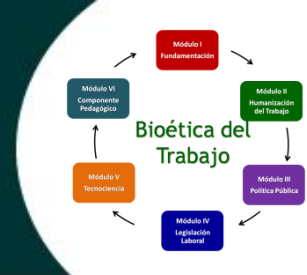 Módulo I
Fundamentación
Módulo II
Humanización
del Trabajo
Módulo III
Política Pública
Módulo IV
Legislación
Laboral
Módulo V
Tecnociencia
Módulo VI
Componente
Pedagógico
Bioética del
Trabajo